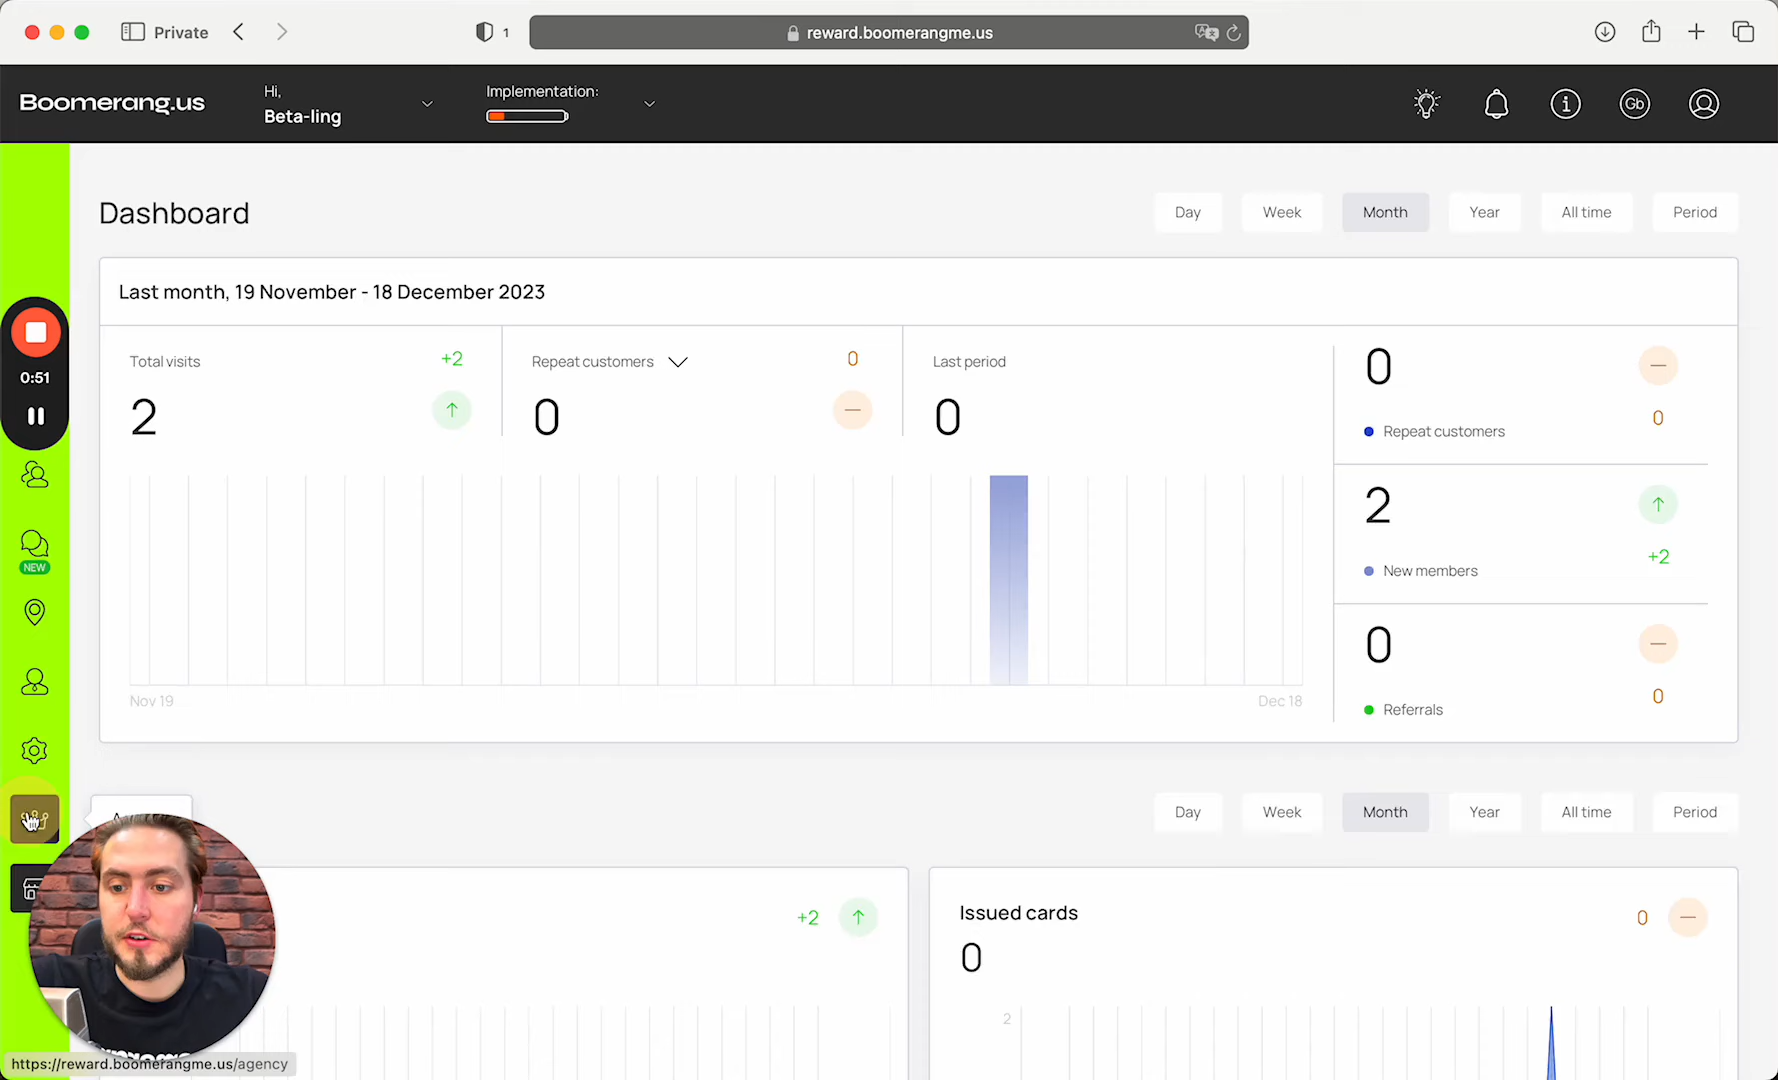 Private
1
reward.boomerangme.us
Boomerang.us
Hi,
Beta-ling
Implementation:
Gb
Dashboard
Day
Week
Month
Year
All time
Period
Last month, 19 November - 18 December 2023
Total visits
+2
2
Repeat customers
0
0
Last period
0
0
Repeat customers
0
2
New members
+2
0
Referrals
0
Nov 19
Dec 18
0:51
NEW
Day
Week
Month
Year
All time
Period
+2
Issued cards
0
0
2
https://reward.boomerangme.us/agency